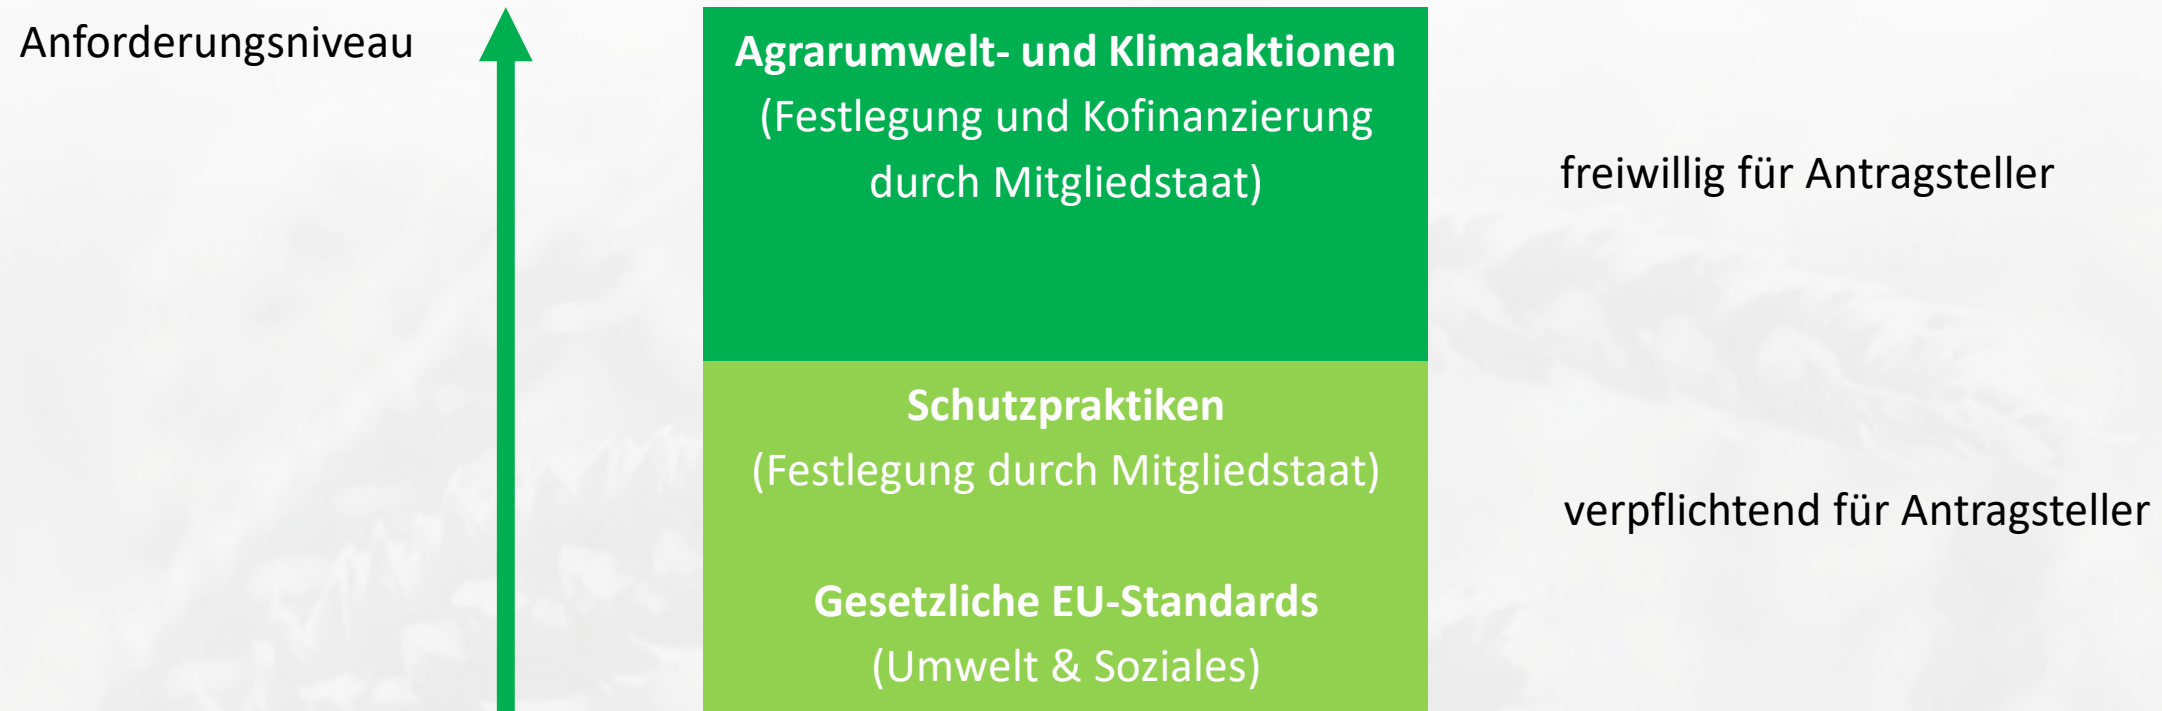 Anforderungsniveau
Agrarumwelt- und Klimaaktionen
(Festlegung und Kofinanzierung
durch Mitgliedstaat)
freiwillig für Antragsteller
Schutzpraktiken
(Festlegung durch Mitgliedstaat)
verpflichtend für Antragsteller
Gesetzliche EU-Standards
(Umwelt & Soziales)